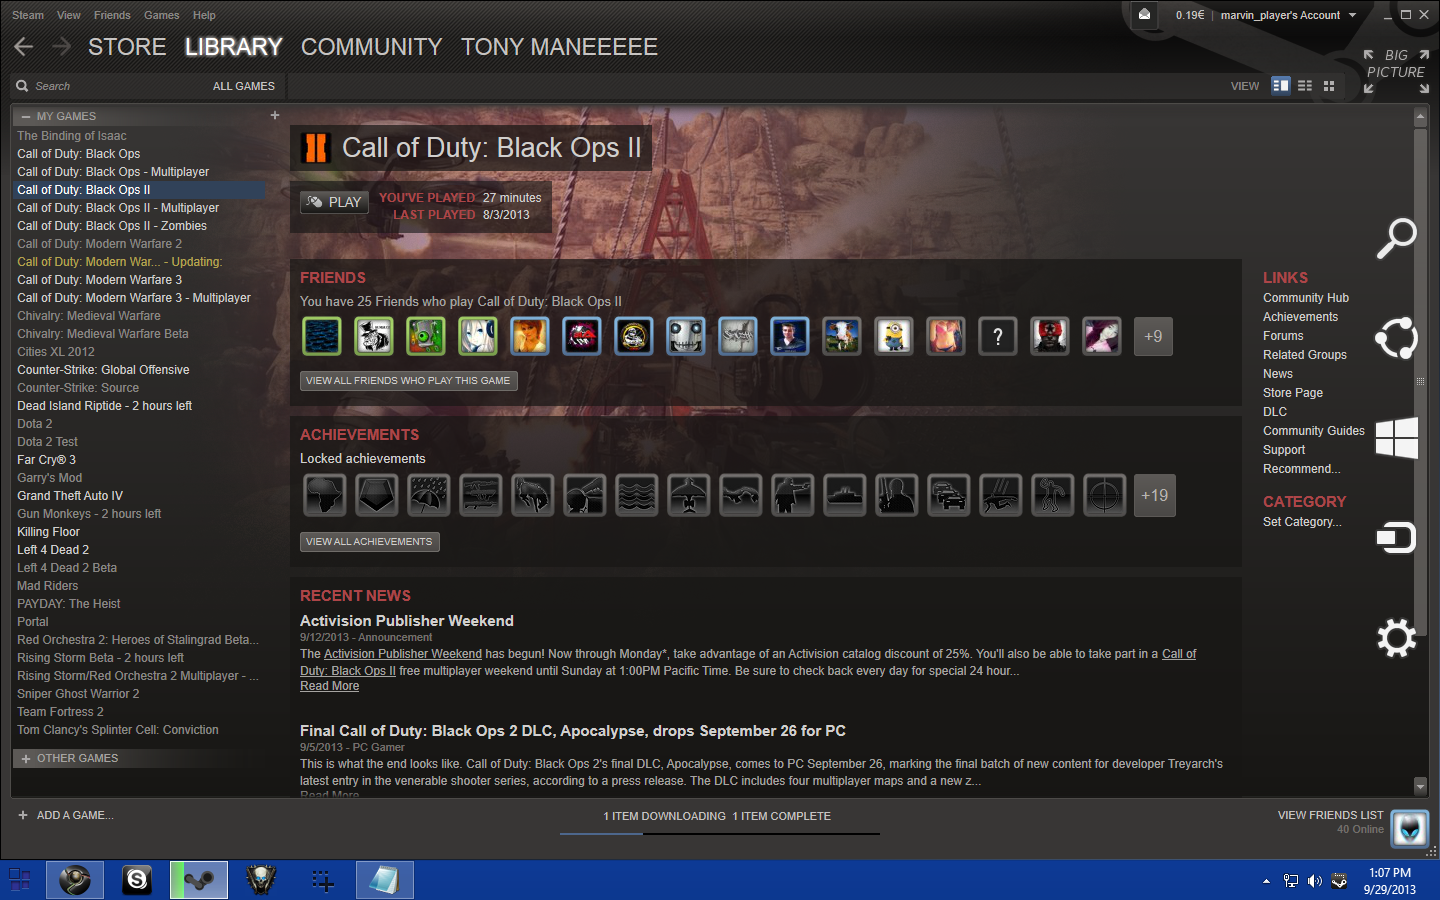 Steam View Friends Games Help
0.19€ | marvin_player's Account
STORE LIBRARY COMMUNITY TONY MANEEEEE
BIG
PICTURE
Search ALL GAMES
VIEW
MY GAMES
The Binding of Isaac
Call of Duty: Black Ops
Call of Duty: Black Ops - Multiplayer
Call of Duty: Black Ops II
Call of Duty: Black Ops II - Multiplayer
Call of Duty: Black Ops II - Zombies
Call of Duty: Modern Warfare 2
Call of Duty: Modern War... - Updating:
Call of Duty: Modern Warfare 3
Call of Duty: Modern Warfare 3 - Multiplayer
Chivalry: Medieval Warfare
Chivalry: Medieval Warfare Beta
Cities XL 2012
Counter-Strike: Global Offensive
Counter-Strike: Source
Dead Island Riptide - 2 hours left
Dota 2
Dota 2 Test
Far Cry® 3
Garry's Mod
Grand Theft Auto IV
Gun Monkeys - 2 hours left
Killing Floor
Left 4 Dead 2
Left 4 Dead 2 Beta
Mad Riders
PAYDAY: The Heist
Portal
Red Orchestra 2: Heroes of Stalingrad Beta...
Rising Storm Beta - 2 hours left
Rising Storm/Red Orchestra 2 Multiplayer - ...
Sniper Ghost Warrior 2
Team Fortress 2
Tom Clancy's Splinter Cell: Conviction
OTHER GAMES
Call of Duty: Black Ops II
PLAY
YOU'VE PLAYED 27 minutes
LAST PLAYED 8/3/2013
FRIENDS
You have 25 Friends who play Call of Duty: Black Ops II
?
+9
VIEW ALL FRIENDS WHO PLAY THIS GAME
ACHIEVEMENTS
Locked achievements
+19
VIEW ALL ACHIEVEMENTS
RECENT NEWS
Activision Publisher Weekend
9/12/2013 - Announcement
The Activision Publisher Weekend has begun! Now through Monday*, take advantage of an Activision catalog discount of 25%. You'll also be able to take part in a Call of
Duty: Black Ops II free multiplayer weekend until Sunday at 1:00PM Pacific Time. Be sure to check back every day for special 24 hour...
Read More
Final Call of Duty: Black Ops 2 DLC, Apocalypse, drops September 26 for PC
9/5/2013 - PC Gamer
This is what the end looks like. Call of Duty: Black Ops 2's final DLC, Apocalypse, comes to PC September 26, marking the final batch of new content for developer Treyarch's
latest entry in the venerable shooter series, according to a press release. The DLC includes four multiplayer maps and a new z...
Read More
LINKS
Community Hub
Achievements
Forums
Related Groups
News
Store Page
DLC
Community Guides
Support
Recommend...
CATEGORY
Set Category...
ADD A GAME...
1 ITEM DOWNLOADING 1 ITEM COMPLETE
VIEW FRIENDS LIST
40 Online
1:07 PM
9/29/2013